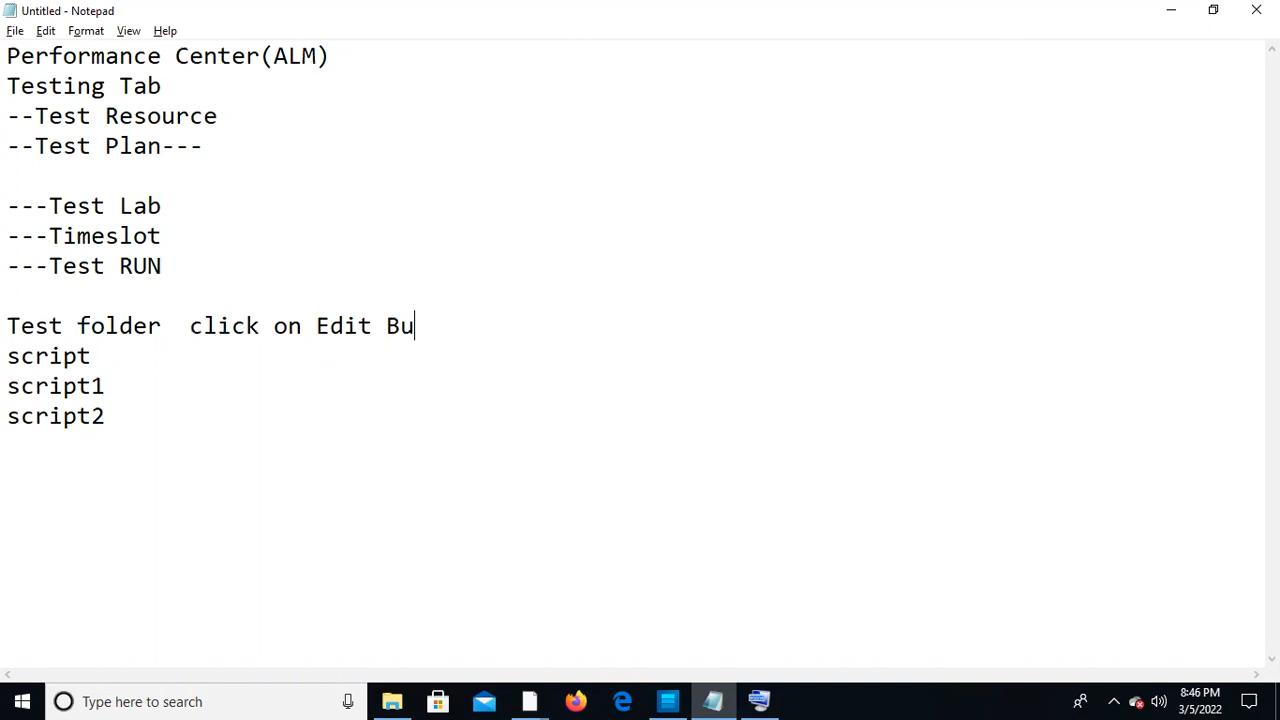 Untitled - Notepad
File Edit Format View Help
Performance Center(ALM)
Testing Tab
--Test Resource
--Test Plan---
---Test Lab
---Timeslot
---Test RUN
Test folder  click on Edit Bu
script
script1
script2
Type here to search
8:46 PM
3/5/2022